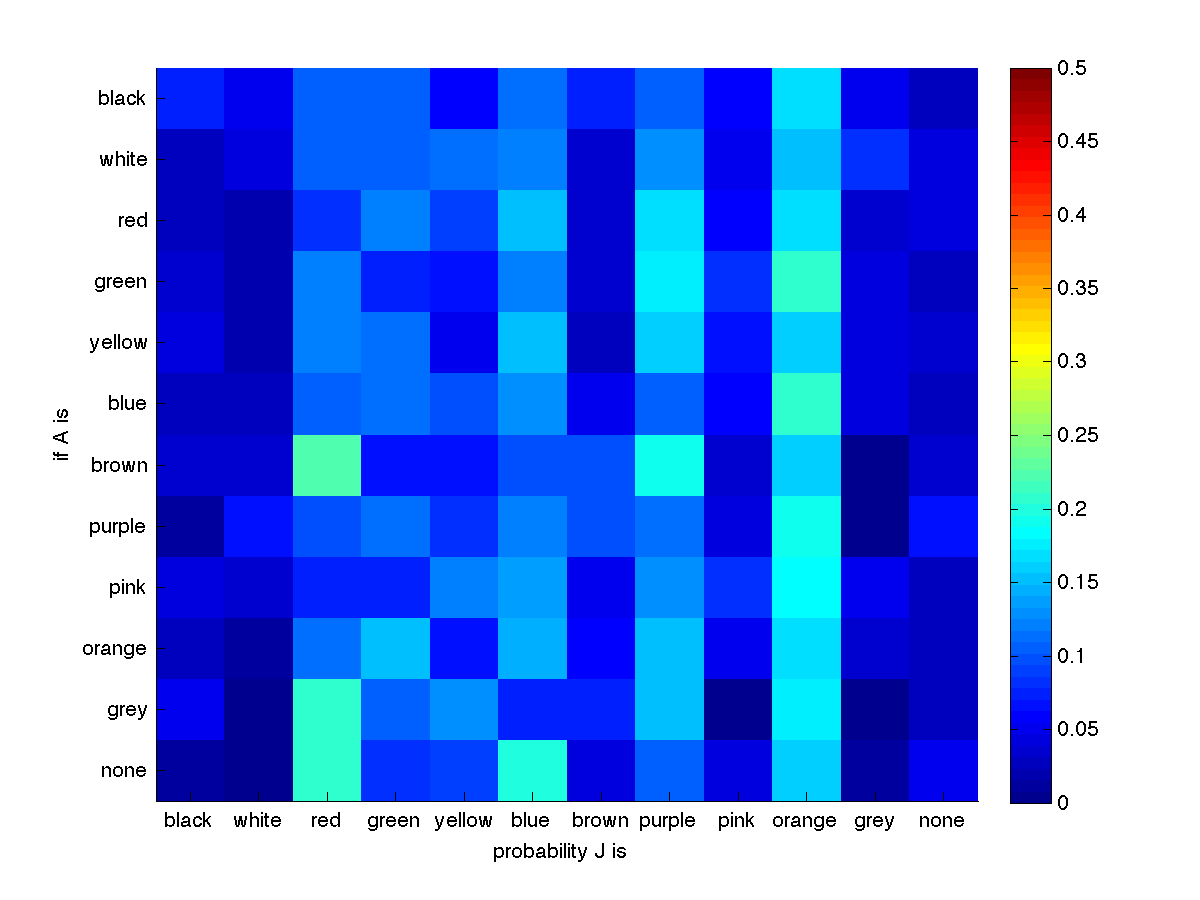 0.5
black
0.45
white
0.4
red
0.35
green
0.3
yellow
0.25
blue
if A is
brown
0.2
purple
0.15
pink
0.1
orange
0.05
grey
none
0
black white red green yellow blue brown purple pink orange grey none
probability J is